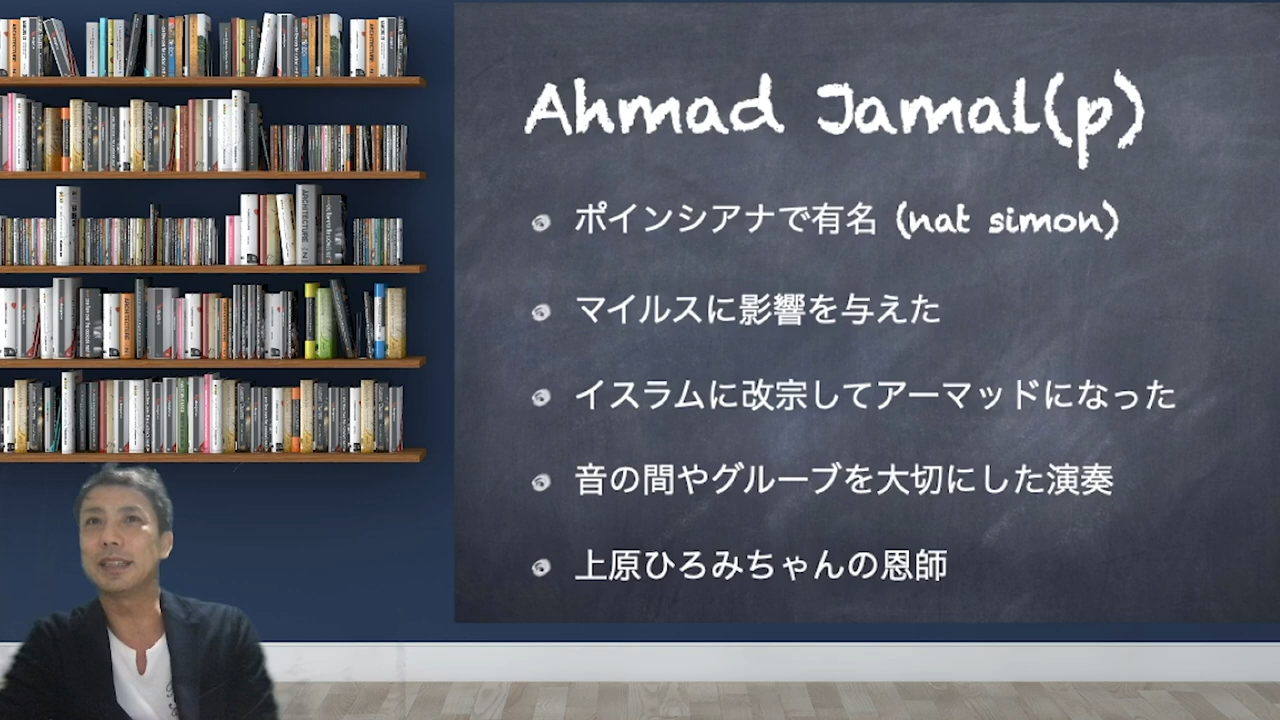 Ahmad Jamal(p)
ポインシアナで有名 (nat simon)
マイルスに影響を与えた
イスラムに改宗してアーマッドになった
音の間やグルーブを大切にした演奏
上原ひろみちゃんの恩師